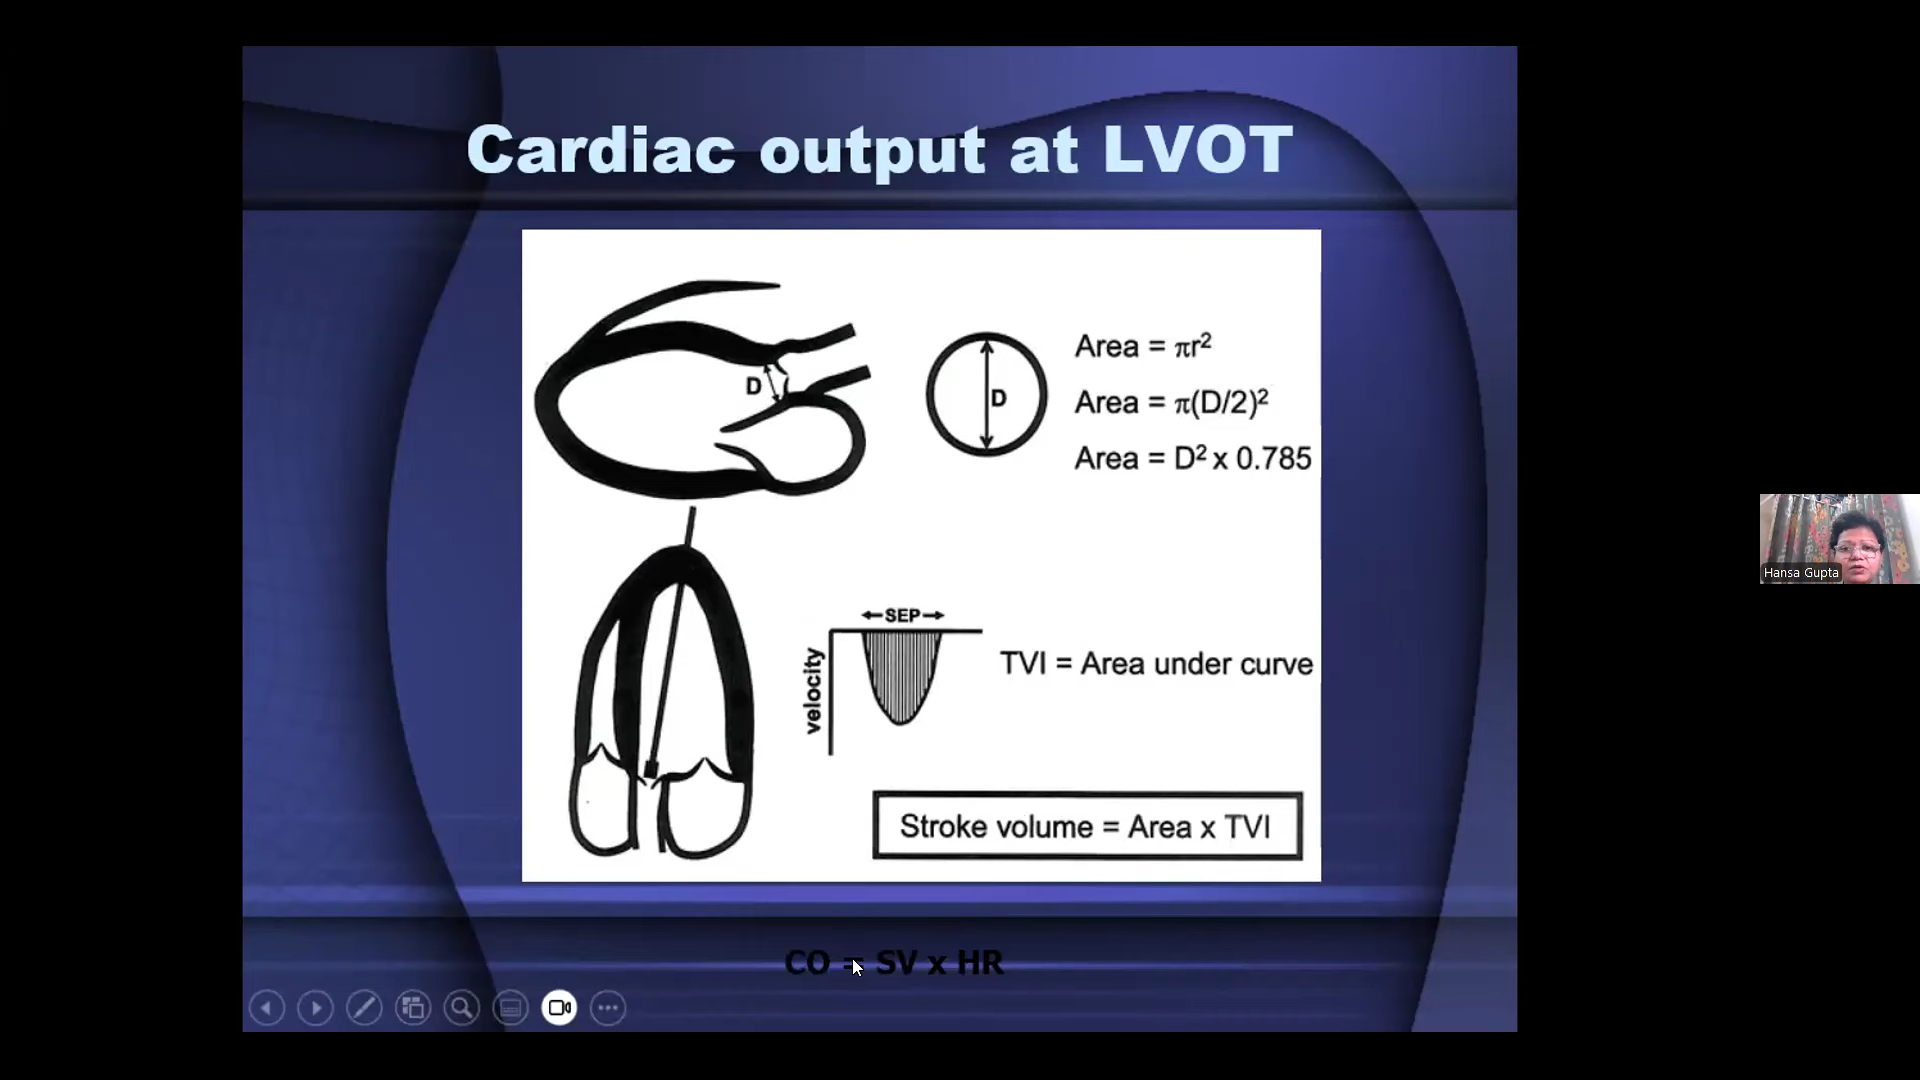 Cardiac output at LVOT
D
D
Area = πr²
Area = π(D/2)²
Area = D² x 0.785
SEP
velocity
TVI = Area under curve
Stroke volume = Area x TVI
CO = SV x HR
Hansa Gupta